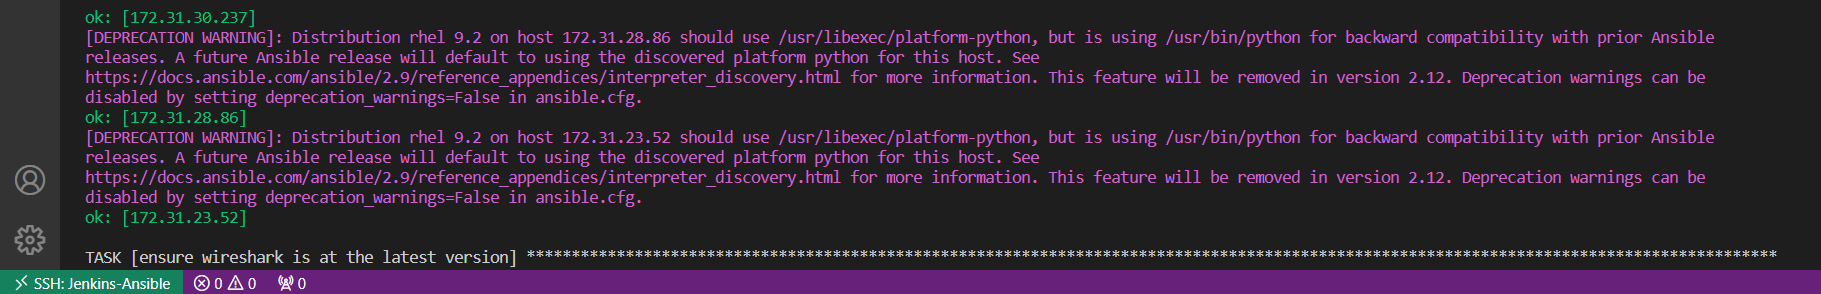 ok: [172.31.30.237]
[DEPRECATION WARNING]: Distribution rhel 9.2 on host 172.31.28.86 should use /usr/libexec/platform-python, but is using /usr/bin/python for backward compatibility with prior Ansible
releases. A future Ansible release will default to using the discovered platform python for this host. See
https://docs.ansible.com/ansible/2.9/reference_appendices/interpreter_discovery.html for more information. This feature will be removed in version 2.12. Deprecation warnings can be
disabled by setting deprecation_warnings=False in ansible.cfg.
ok: [172.31.28.86]
[DEPRECATION WARNING]: Distribution rhel 9.2 on host 172.31.23.52 should use /usr/libexec/platform-python, but is using /usr/bin/python for backward compatibility with prior Ansible
releases. A future Ansible release will default to using the discovered platform python for this host. See
https://docs.ansible.com/ansible/2.9/reference_appendices/interpreter_discovery.html for more information. This feature will be removed in version 2.12. Deprecation warnings can be
disabled by setting deprecation_warnings=False in ansible.cfg.
ok: [172.31.23.52]
TASK [ensure wireshark is at the latest version] *******************************************************************************************************************************************
SSH: Jenkins-Ansible 0 0 0